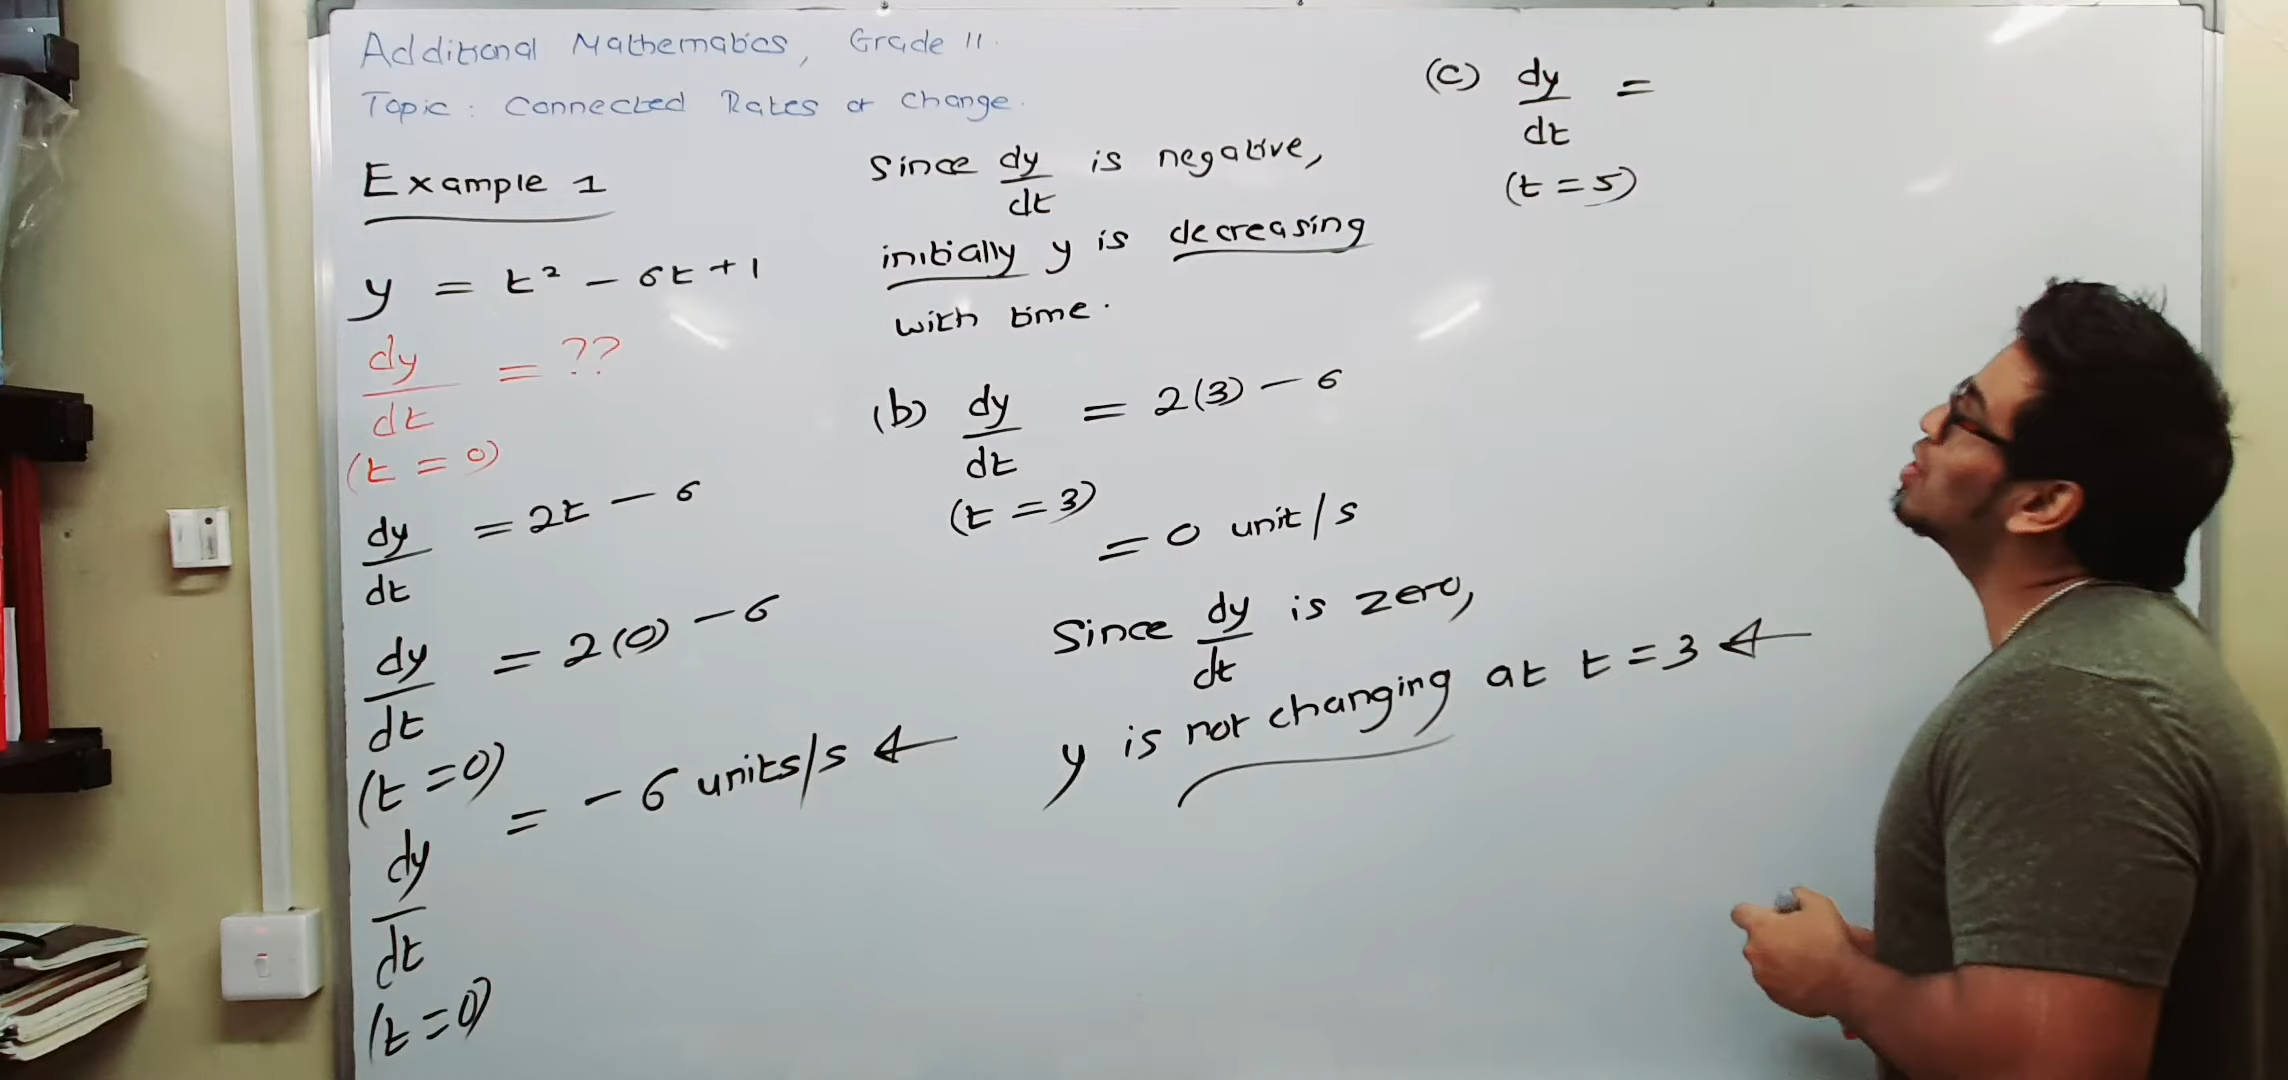 Additional Mathematics, Grade 11.
Topic: Connected Rates of Change.
Example 1
y = t² - 6t + 1
dy/dt = ??
(t = 0)
dy/dt = 2t - 6
dy/dt = 2(0) - 6
(t = 0)
dy/dt = - 6 units/s ←
(t = 0)
Since dy/dt is negative,
initially y is decreasing
with time.
(b) dy/dt = 2(3) - 6
(t = 3)
= 0 unit/s
Since dy/dt is zero,
y is not changing at t = 3 ←
(c) dy/dt =
(t = 5)